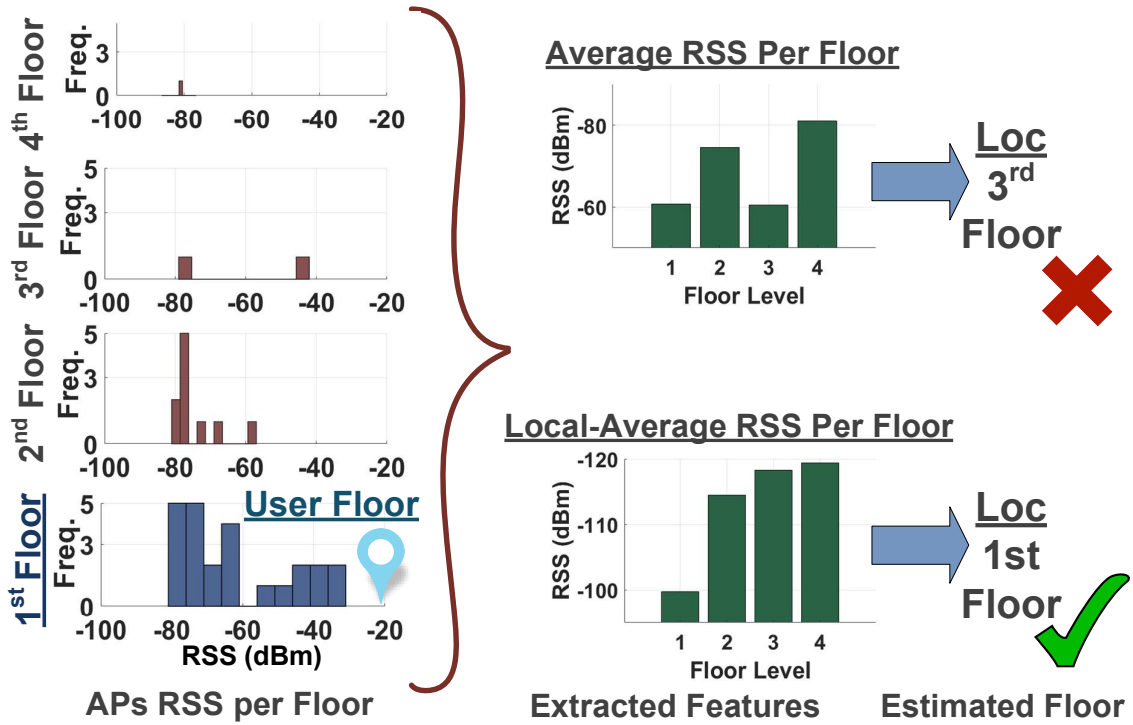 4th Floor
Freq.
3
0
-100 -80 -60 -40 -20
3rd Floor
Freq.
5
3
0
-100 -80 -60 -40 -20
2nd Floor
Freq.
5
3
0
-100 -80 -60 -40 -20
1st Floor
Freq.
5
3
0
User Floor
-100 -80 -60 -40 -20
RSS (dBm)
APs RSS per Floor
Average RSS Per Floor
RSS (dBm)
-80
-60
1 2 3 4
Floor Level
Loc
3rd
Floor
Local-Average RSS Per Floor
RSS (dBm)
-120
-110
-100
1 2 3 4
Floor Level
Loc
1st
Floor
Extracted Features
Estimated Floor